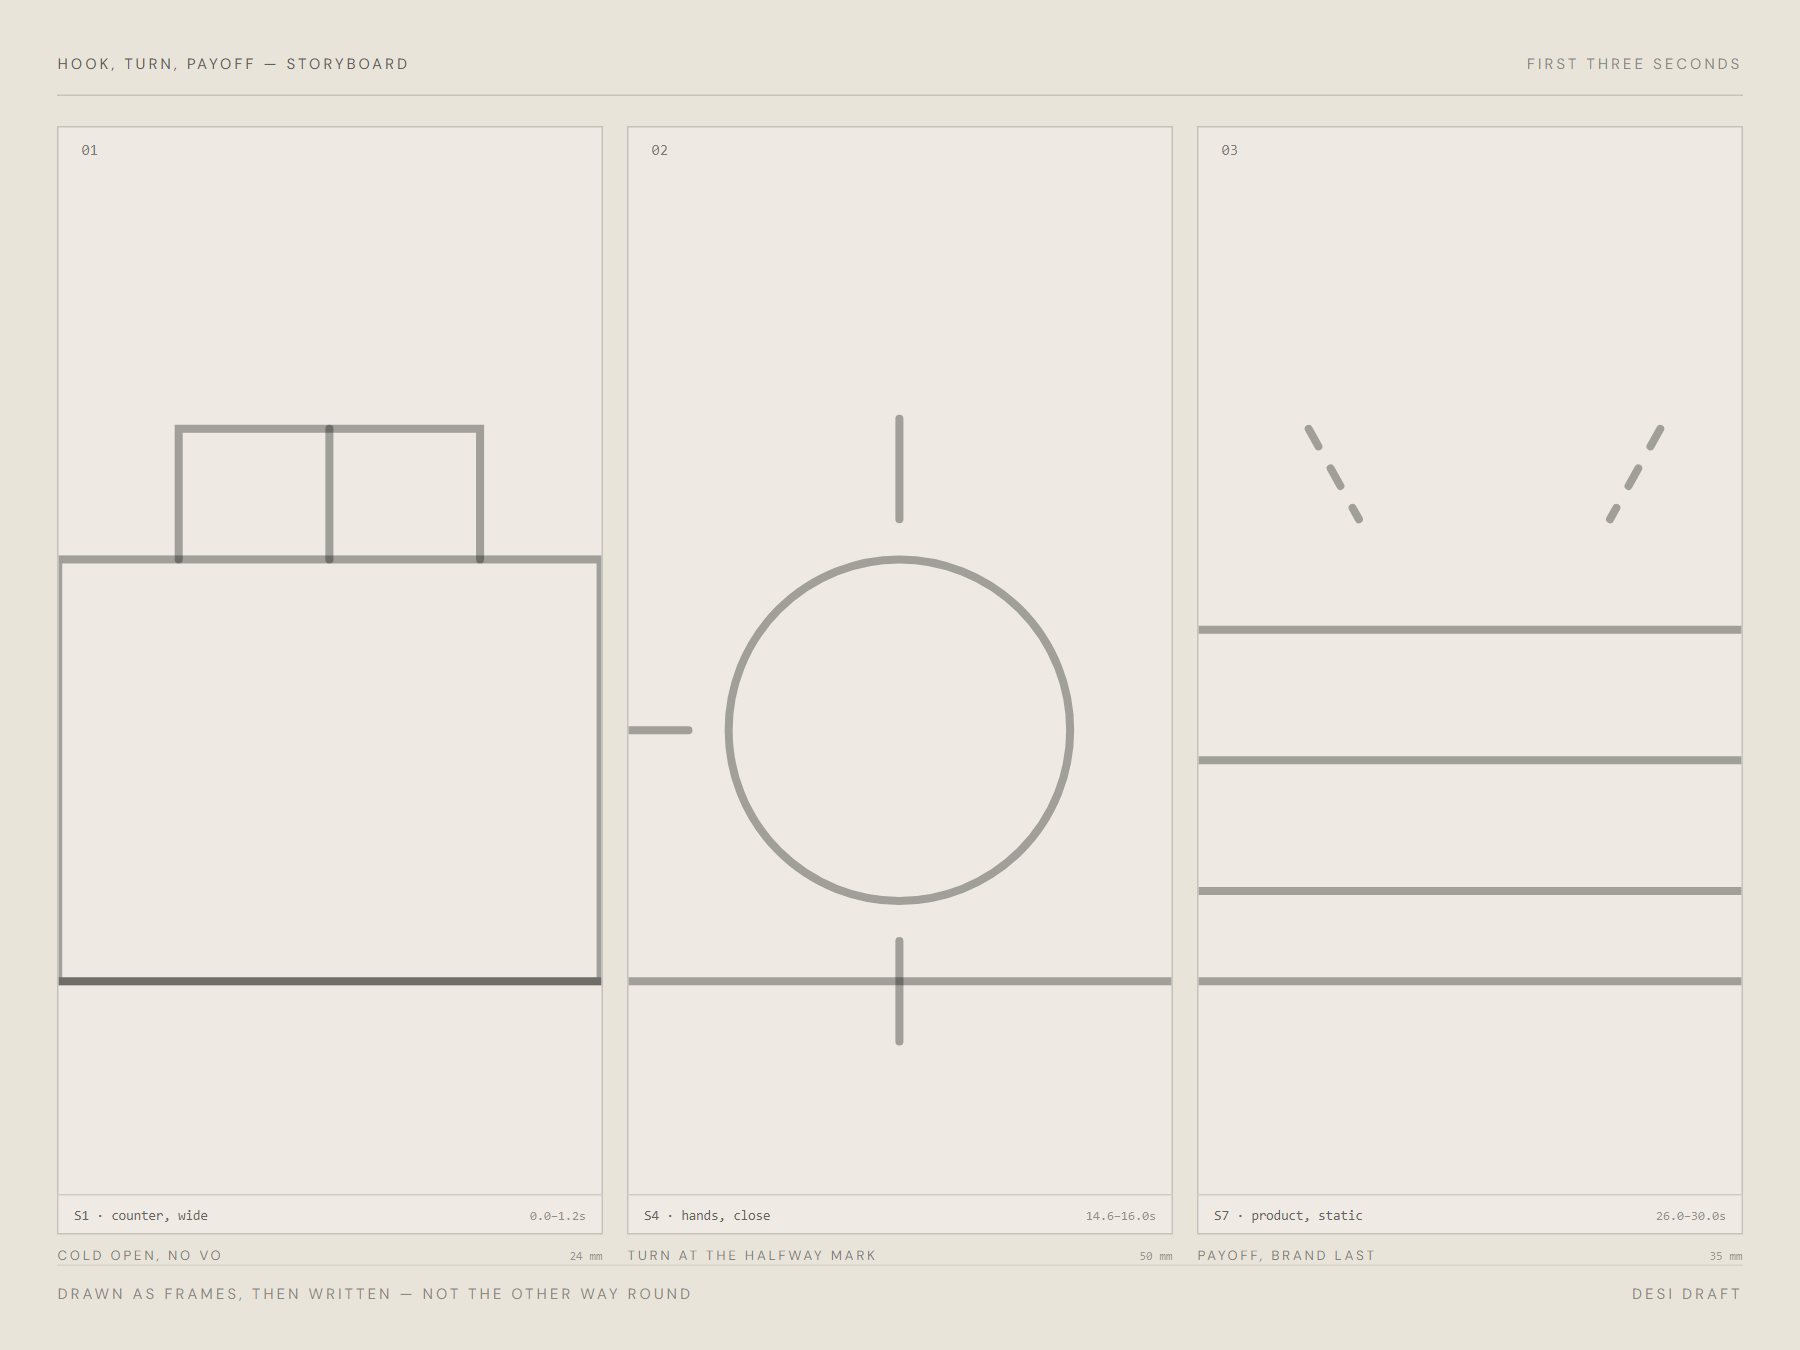 HOOK, TURN, PAYOFF — STORYBOARD
FIRST THREE SECONDS
01
02
03
S1 · counter, wide
0.0–1.2s
S4 · hands, close
14.6–16.0s
S7 · product, static
26.0–30.0s
COLD OPEN, NO VO
24 mm
TURN AT THE HALFWAY MARK
50 mm
PAYOFF, BRAND LAST
35 mm
DRAWN AS FRAMES, THEN WRITTEN — NOT THE OTHER WAY ROUND
DESI DRAFT